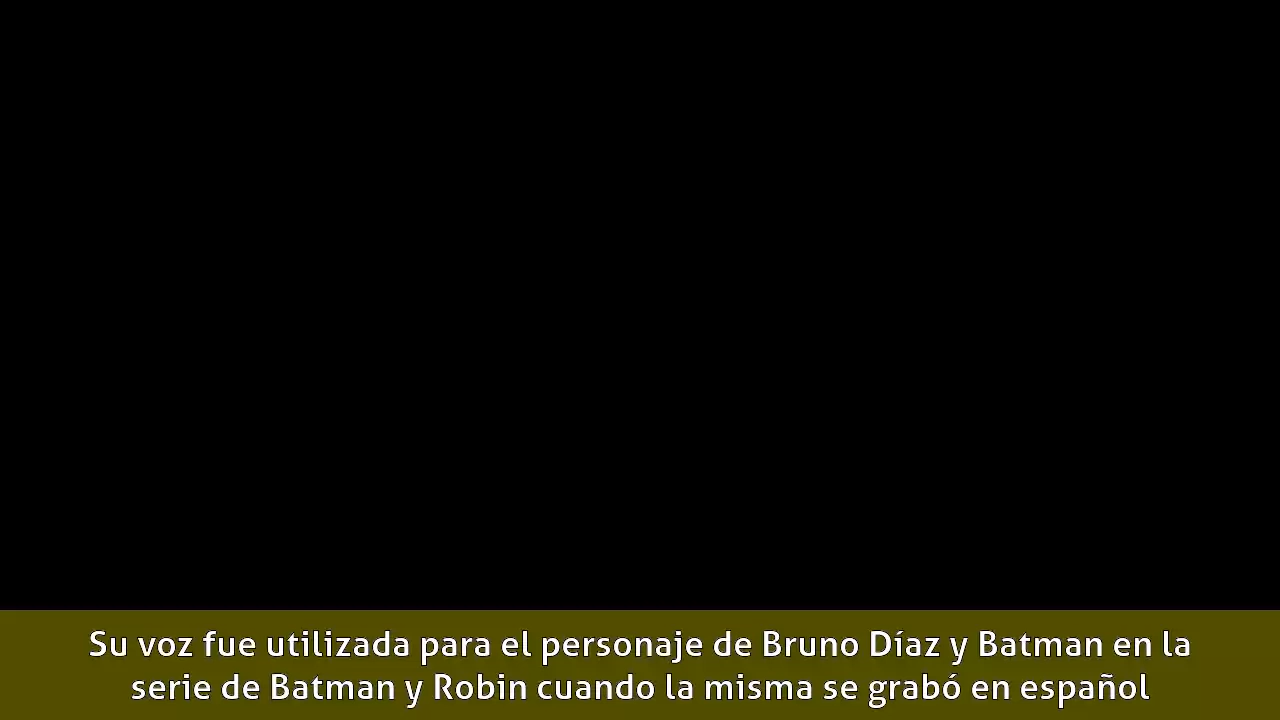 Su voz fue utilizada para el personaje de Bruno Díaz y Batman en la
serie de Batman y Robin cuando la misma se grabó en español